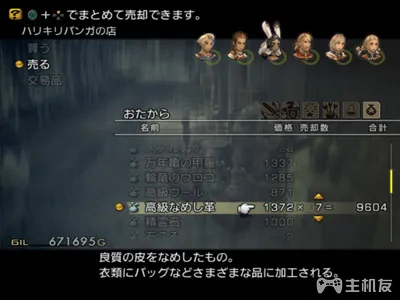 +でまとめて売却できます。
ハリキリバンガの店
買う
売る
交易品
おたから
名前 価格 売却数 合計
万年亀の甲羅 1337
輪竜のウロコ 1285
高級ウール 871
高級なめし革 1372× 7= 9604
精霊石
GIL 671695G
良質の皮をなめしたもの。
衣類にバッグなどさまざまな品に加工される。
主机友